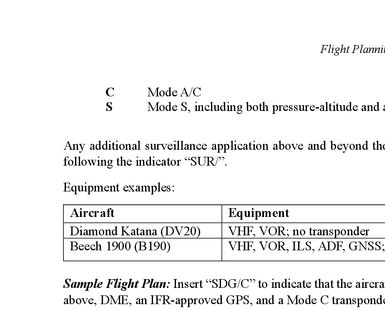 Flight Planni
C Mode A/C
S Mode S, including both pressure-altitude and a
Any additional surveillance application above and beyond the
following the indicator “SUR/”.
Equipment examples:
Aircraft Equipment
Diamond Katana (DV20) VHF, VOR; no transponder
Beech 1900 (B190) VHF, VOR, ILS, ADF, GNSS;
Sample Flight Plan: Insert “SDG/C” to indicate that the aircra
above, DME, an IFR-approved GPS, and a Mode C transponde